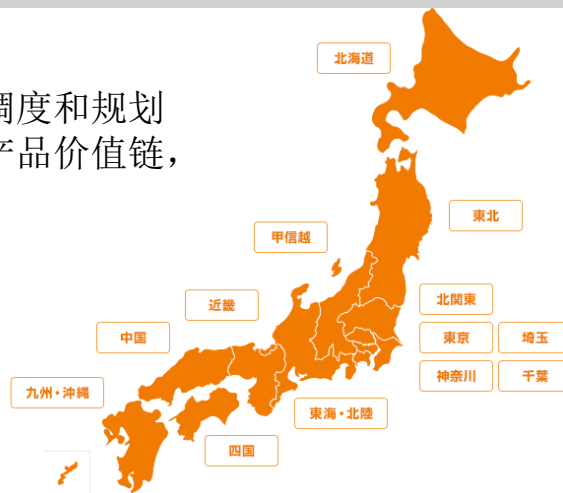 调度和规划
产品价值链，
北海道
東北
甲信越
北関東
近畿
東京 埼玉
中国
神奈川 千葉
九州・沖縄
東海・北陸
四国